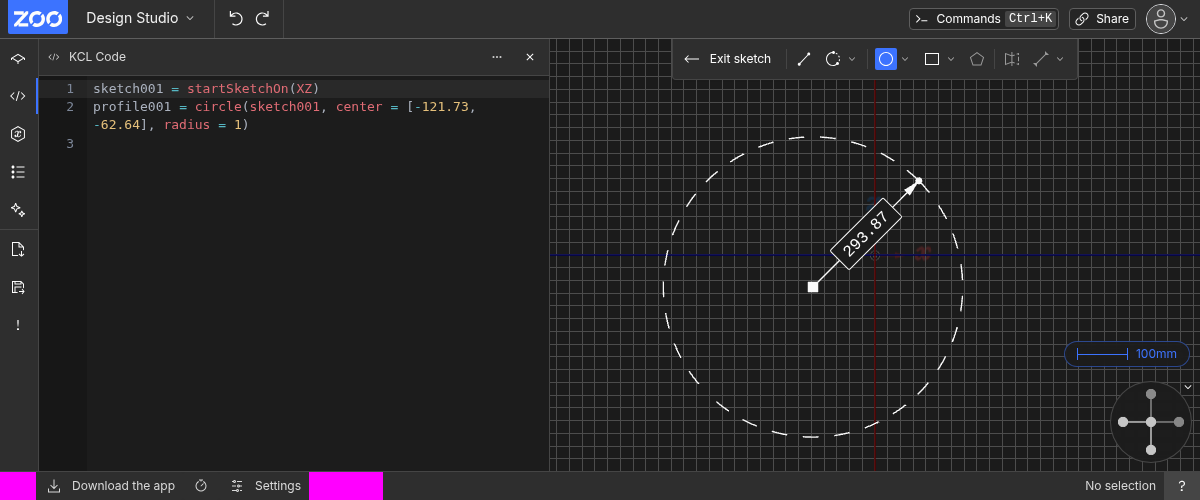 ZOO
Design Studio
Commands Ctrl+K
Share
KCL Code
Exit sketch
1 sketch001 = startSketchOn(XZ)
2 profile001 = circle(sketch001, center = [-121.73,
-62.64], radius = 1)
3
293.87
100mm
Download the app
Settings
No selection
?